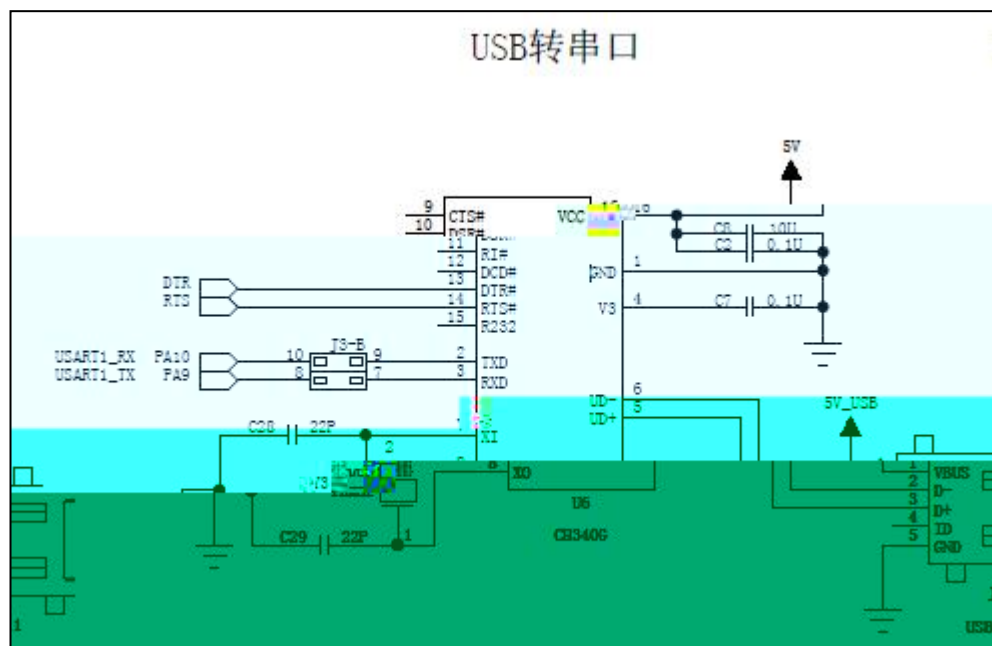 USB转串口
5V
9 CTS#
10
VCC
C2 0.1U
11 RI#
12 DCD#
1 GND
DTR 13 DTR#
RTS 14 RTS#
15 R232
V3 4 C7 0.1U
J3-B
USART1_RX PA10 10 9 2 TXD
USART1_TX PA9 8 7 3 RXD
UD- 6
UD+ 5
5V_USB
C28 22P
2
XI
XO
1 VBUS
2 D-
3 D+
4 ID
5 GND
U6
CH340G
C29 22P 1
1
USB